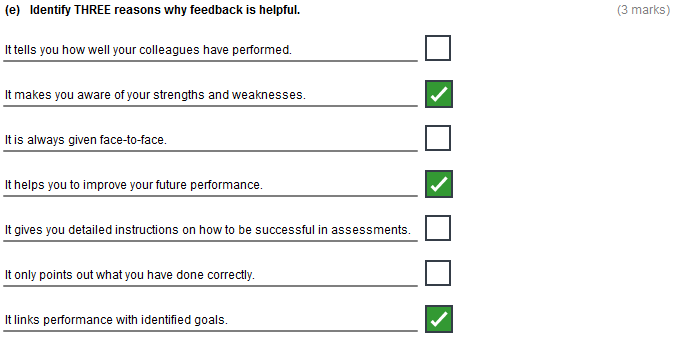 (e) Identify THREE reasons why feedback is helpful. (3 marks)
It tells you how well your colleagues have performed.
It makes you aware of your strengths and weaknesses.
It is always given face-to-face.
It helps you to improve your future performance.
It gives you detailed instructions on how to be successful in assessments.
It only points out what you have done correctly.
It links performance with identified goals.